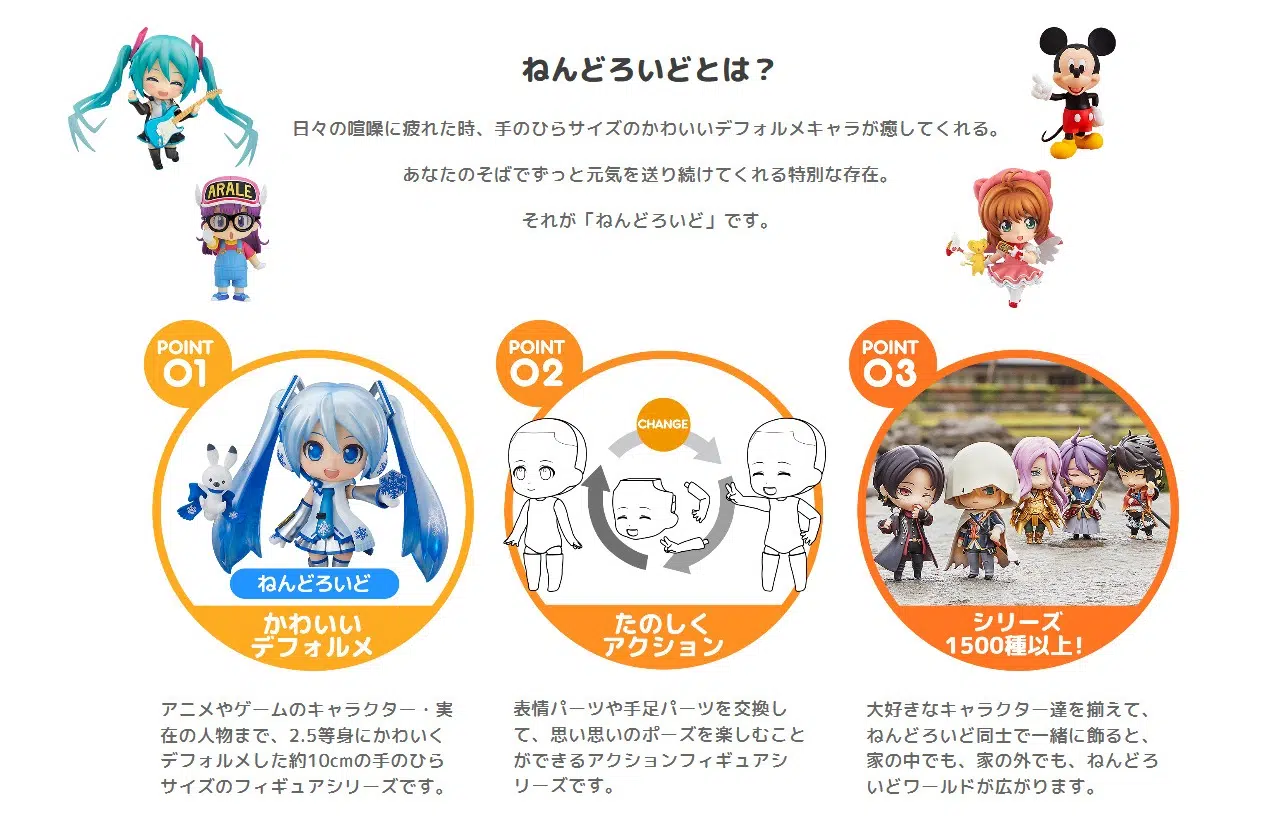 ねんどろいどとは？
日々の喧噪に疲れた時、手のひらサイズのかわいいデフォルメキャラが癒してくれる。
あなたのそばでずっと元気を送り続けてくれる特別な存在。
それが「ねんどろいど」です。
ARALE
POINT
01
ねんどろいど
かわいい
デフォルメ
アニメやゲームのキャラクター・実
在の人物まで、2.5等身にかわいく
デフォルメした約10cmの手のひら
サイズのフィギュアシリーズです。
POINT
02
CHANGE
たのしく
アクション
表情パーツや手足パーツを交換し
て、思い思いのポーズを楽しむこと
ができるアクションフィギュアシ
リーズです。
POINT
03
シリーズ
1500種以上!
大好きなキャラクター達を揃えて、
ねんどろいど同士で一緒に飾ると、
家の中でも、家の外でも、ねんどろ
いどワールドが広がります。